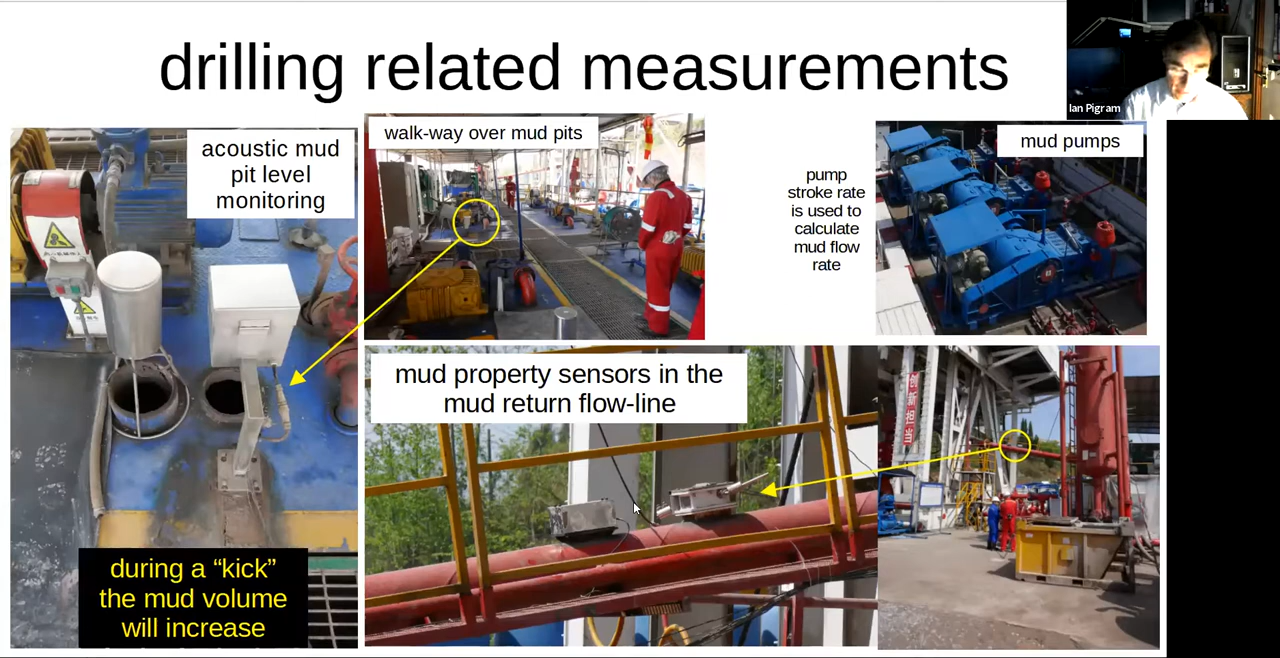 drilling related measurements
Ian Pigram
acoustic mud
pit level
monitoring
walk-way over mud pits
pump
stroke rate
is used to
calculate
mud flow
rate
mud pumps
mud property sensors in the
mud return flow-line
during a “kick”
the mud volume
will increase